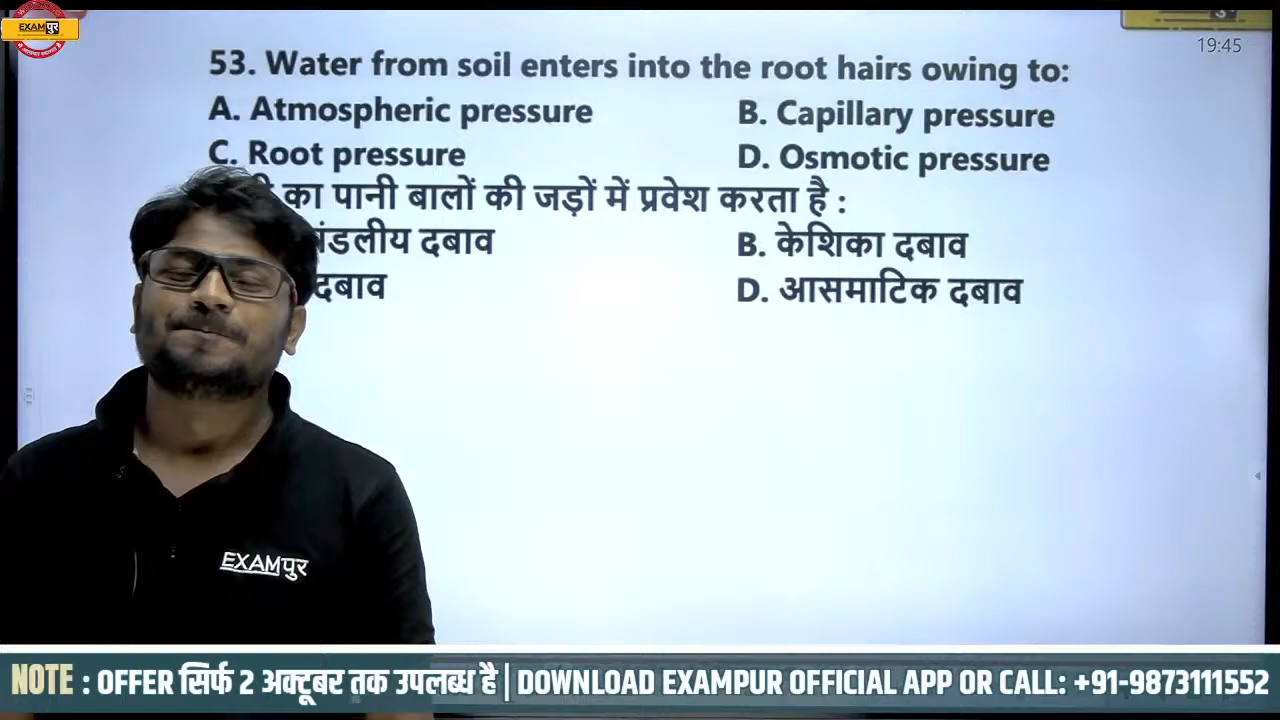 EXAMपुर
19:45
53. Water from soil enters into the root hairs owing to:
A. Atmospheric pressure B. Capillary pressure
C. Root pressure D. Osmotic pressure
का पानी बालों की जड़ों में प्रवेश करता है :
दबाव B. केशिका दबाव
दबाव D. आसमाटिक दबाव
EXAMपुर
NOTE : OFFER सिर्फ 2 अक्टूबर तक उपलब्ध है | DOWNLOAD EXAMPUR OFFICIAL APP OR CALL: +91-9873111552